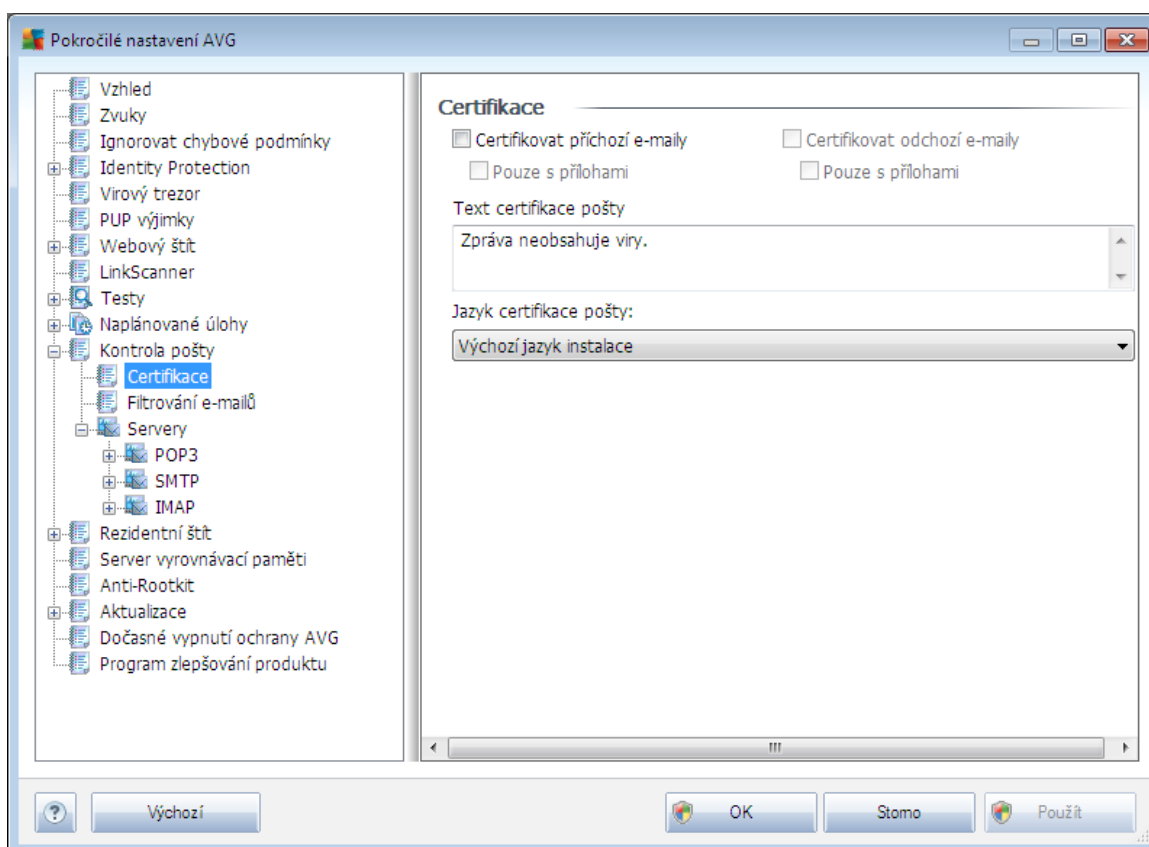 Pokročilé nastavení AVG
Vzhled
Zvuky
Ignorovat chybové podmínky
Identity Protection
Virový trezor
PUP výjimky
Webový štít
LinkScanner
Testy
Naplánované úlohy
Kontrola pošty
Certifikace
Filtrování e-mailů
Servery
POP3
SMTP
IMAP
Rezidentní štít
Server vyrovnávací paměti
Anti-Rootkit
Aktualizace
Dočasné vypnutí ochrany AVG
Program zlepšování produktu
Certifikace
Certifikovat příchozí e-maily
Certifikovat odchozí e-maily
Pouze s přílohami
Pouze s přílohami
Text certifikace pošty
Zpráva neobsahuje viry.
Jazyk certifikace pošty:
Výchozí jazyk instalace
?
Výchozí
OK
Stomo
Použít